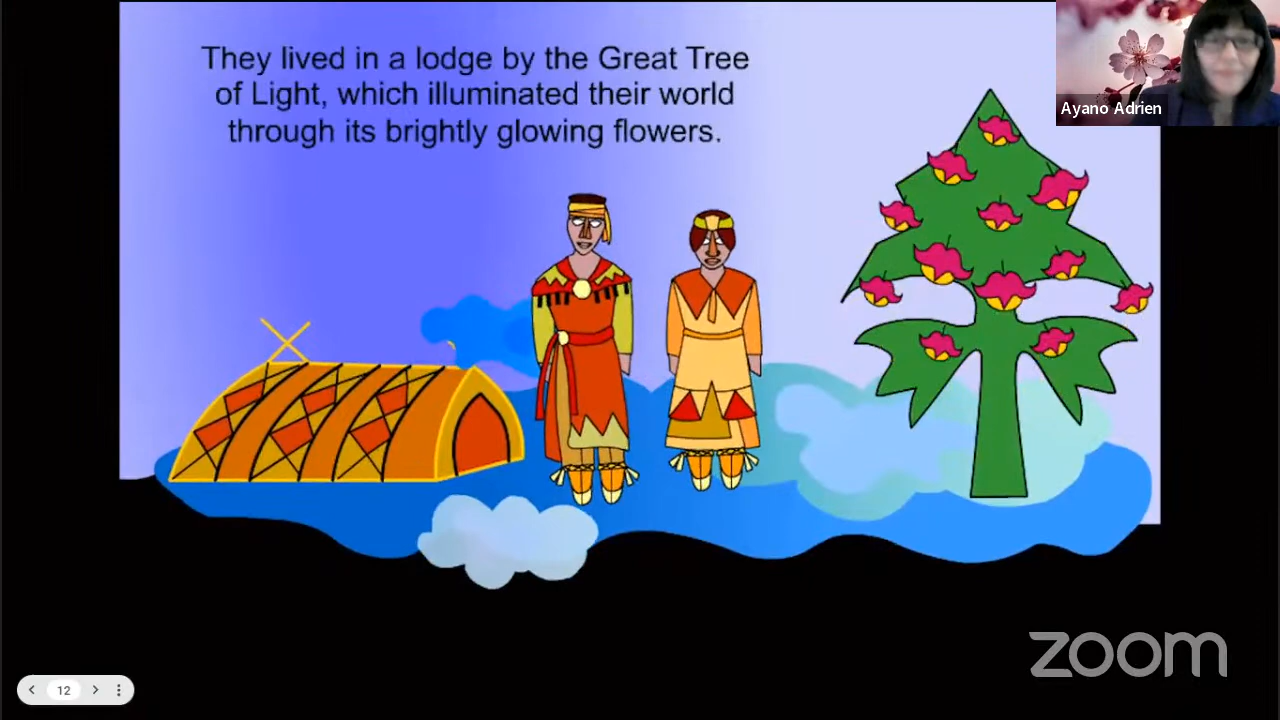 They lived in a lodge by the Great Tree
of Light, which illuminated their world
through its brightly glowing flowers.
Ayano Adrien
zoom
12